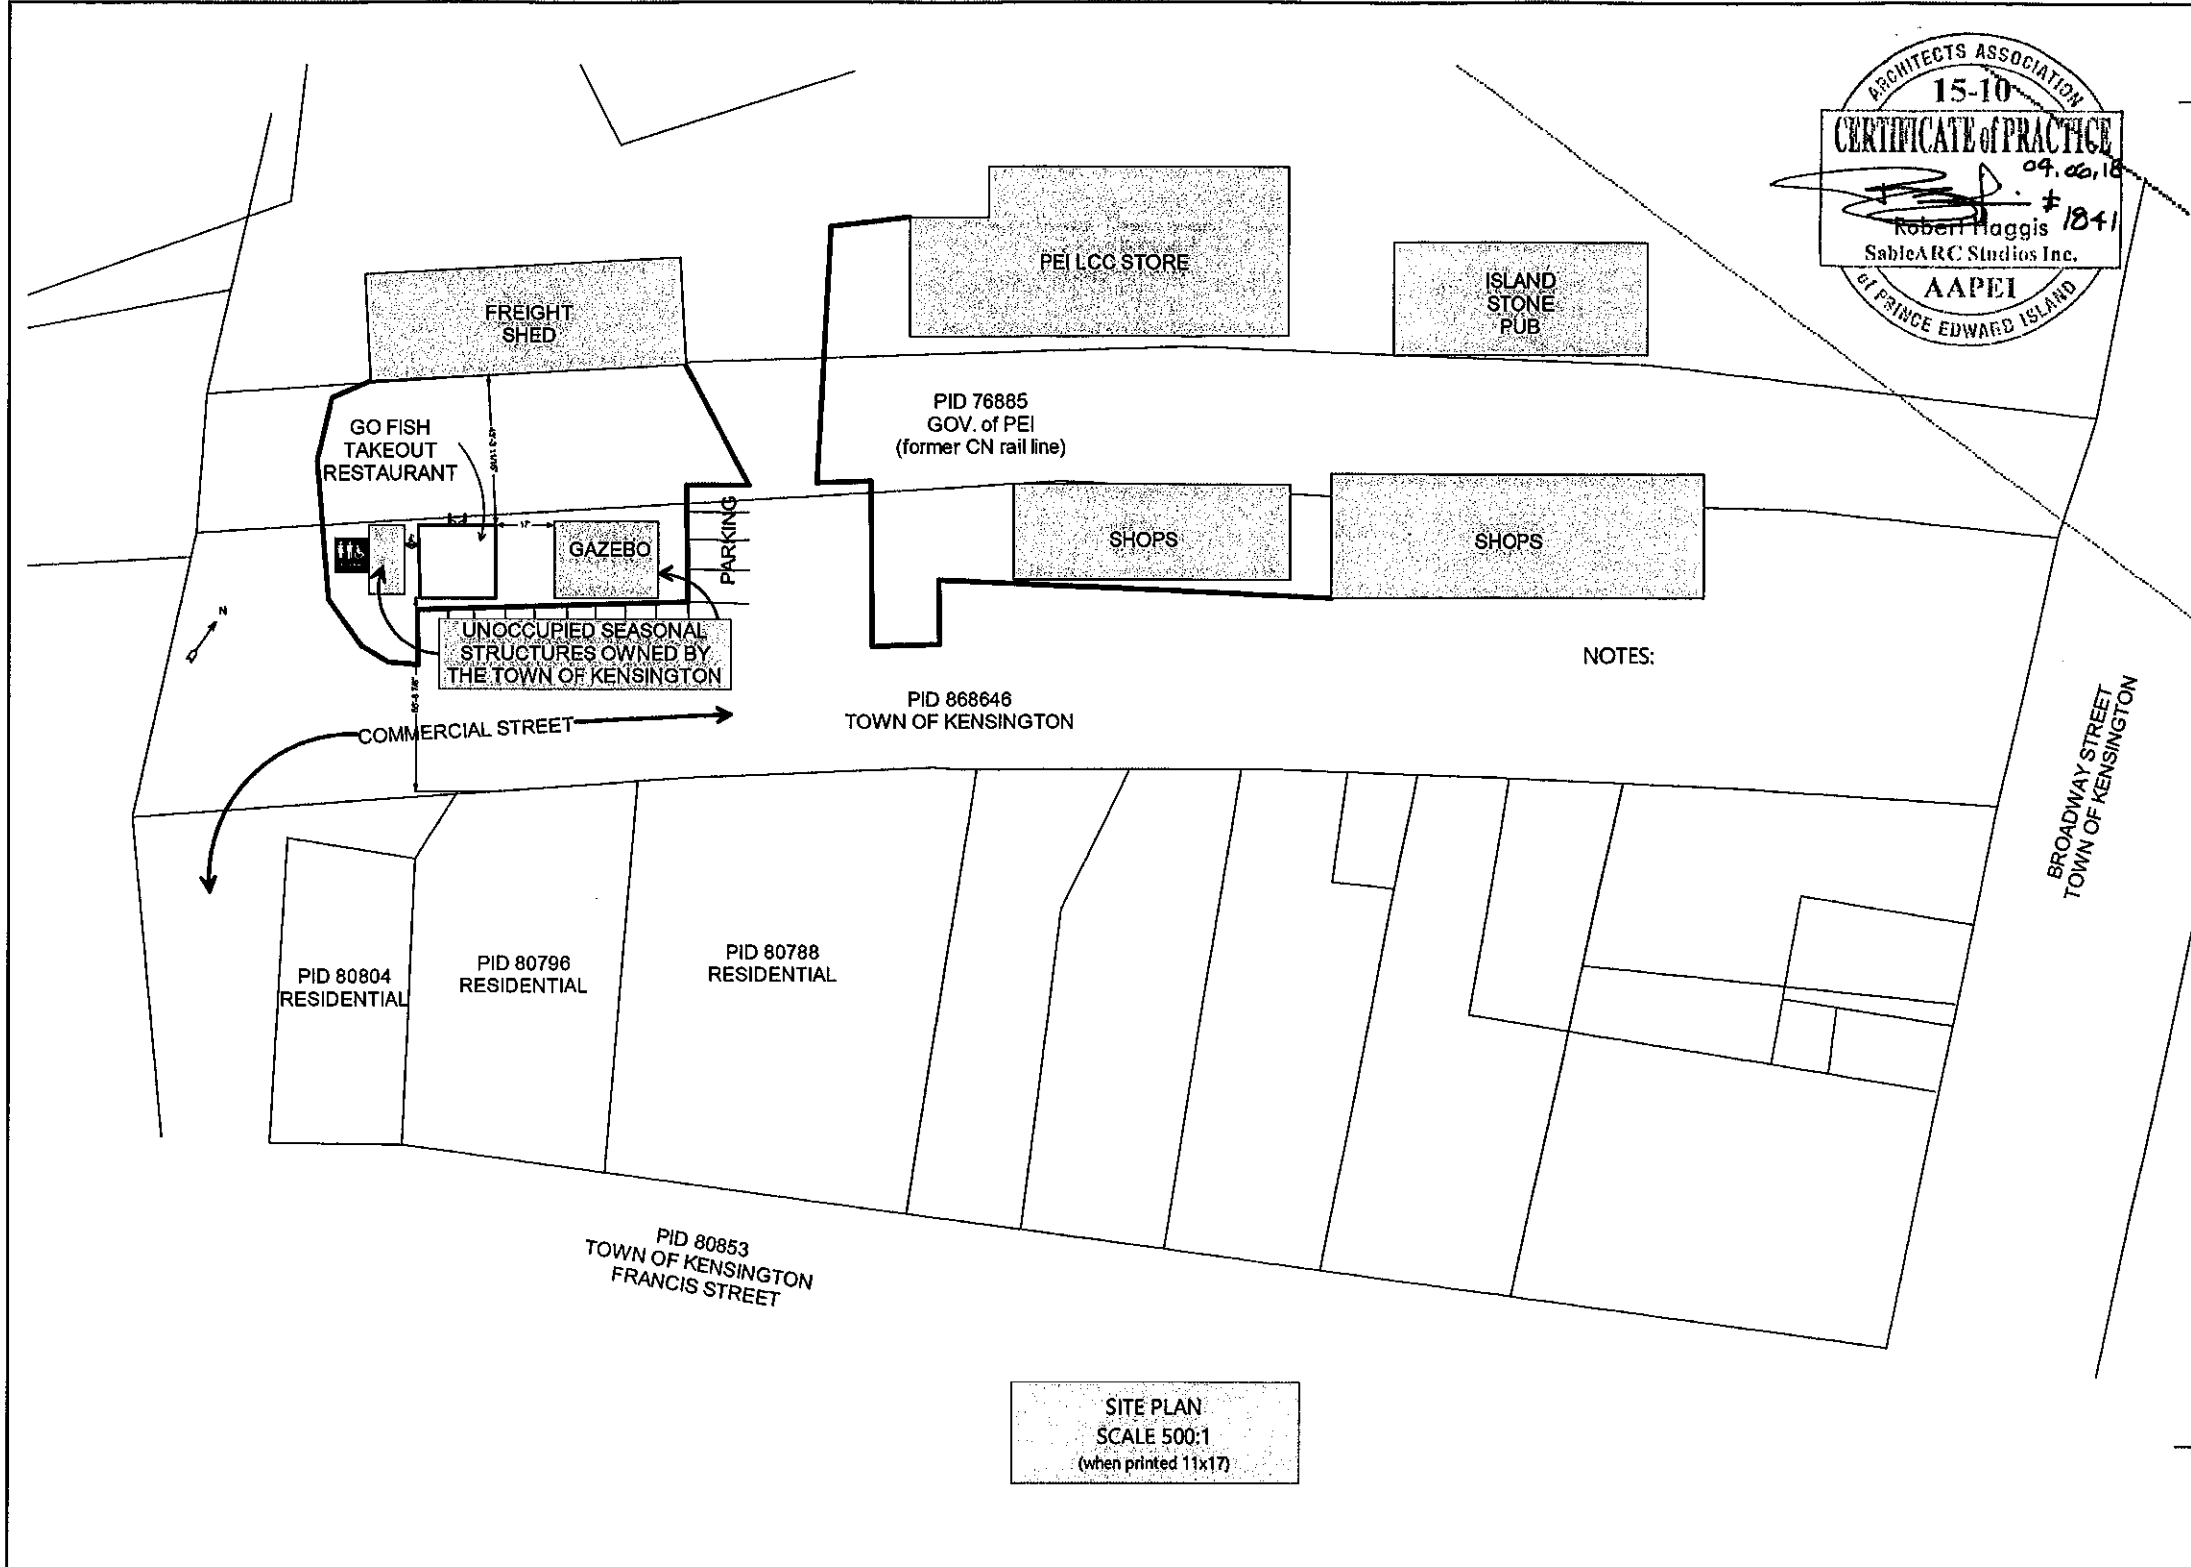 ARCHITECTS ASSOCIATION
15-10
CERTIFICATE of PRACTICE
# 1841
Robert Haggis
SableARC Studios Inc.
AAPEI
of PRINCE EDWARD ISLAND
FREIGHT
SHED
PEI LCC STORE
ISLAND
STONE
PUB
GO FISH
TAKEOUT
RESTAURANT
PID 76885
GOV. of PEI
(former CN rail line)
GAZEBO
PARKING
SHOPS
SHOPS
N
UNOCCUPIED SEASONAL
STRUCTURES OWNED BY
THE TOWN OF KENSINGTON
NOTES:
COMMERCIAL STREET
PID 868646
TOWN OF KENSINGTON
BROADWAY STREET
TOWN OF KENSINGTON
PID 80804
RESIDENTIAL
PID 80796
RESIDENTIAL
PID 80788
RESIDENTIAL
PID 80853
TOWN OF KENSINGTON
FRANCIS STREET
SITE PLAN
SCALE 500:1
(when printed 11x17)